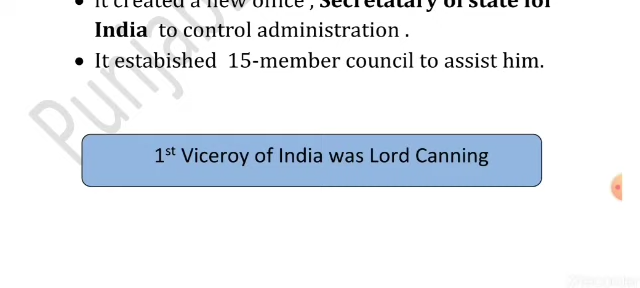 • It created a new office , Secretatary of state for
India to control administration .
• It estabished 15-member council to assist him.
Punjab
1st Viceroy of India was Lord Canning